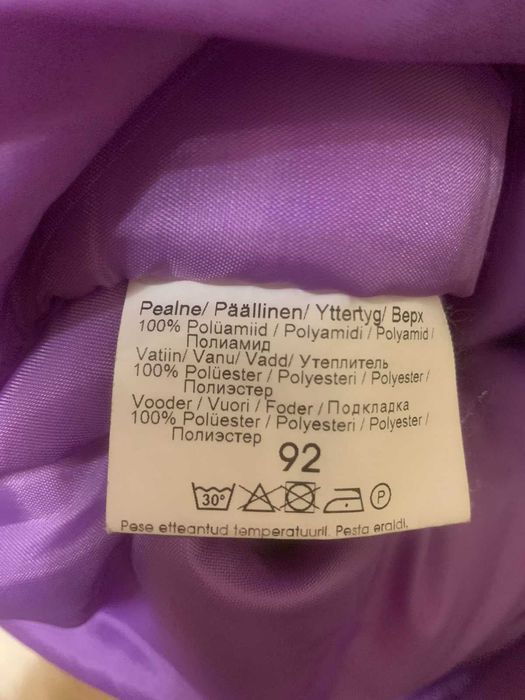 Pealne/ Päällinen/ Yttertyg/ Верх
100% Polüamiid / Polyamidi / Polyamid /
Полиамид
Vatiin/ Vanu/ Vadd/ Утеплитель
100% Polüester / Polyesteri / Polyester /
Полиэстер
Vooder / Vuori / Foder / Подкладка
100% Polüester / Polyesteri / Polyester /
Полиэстер
92
30° P
Pese etteantud temperatuuril. Pesta eraldi.